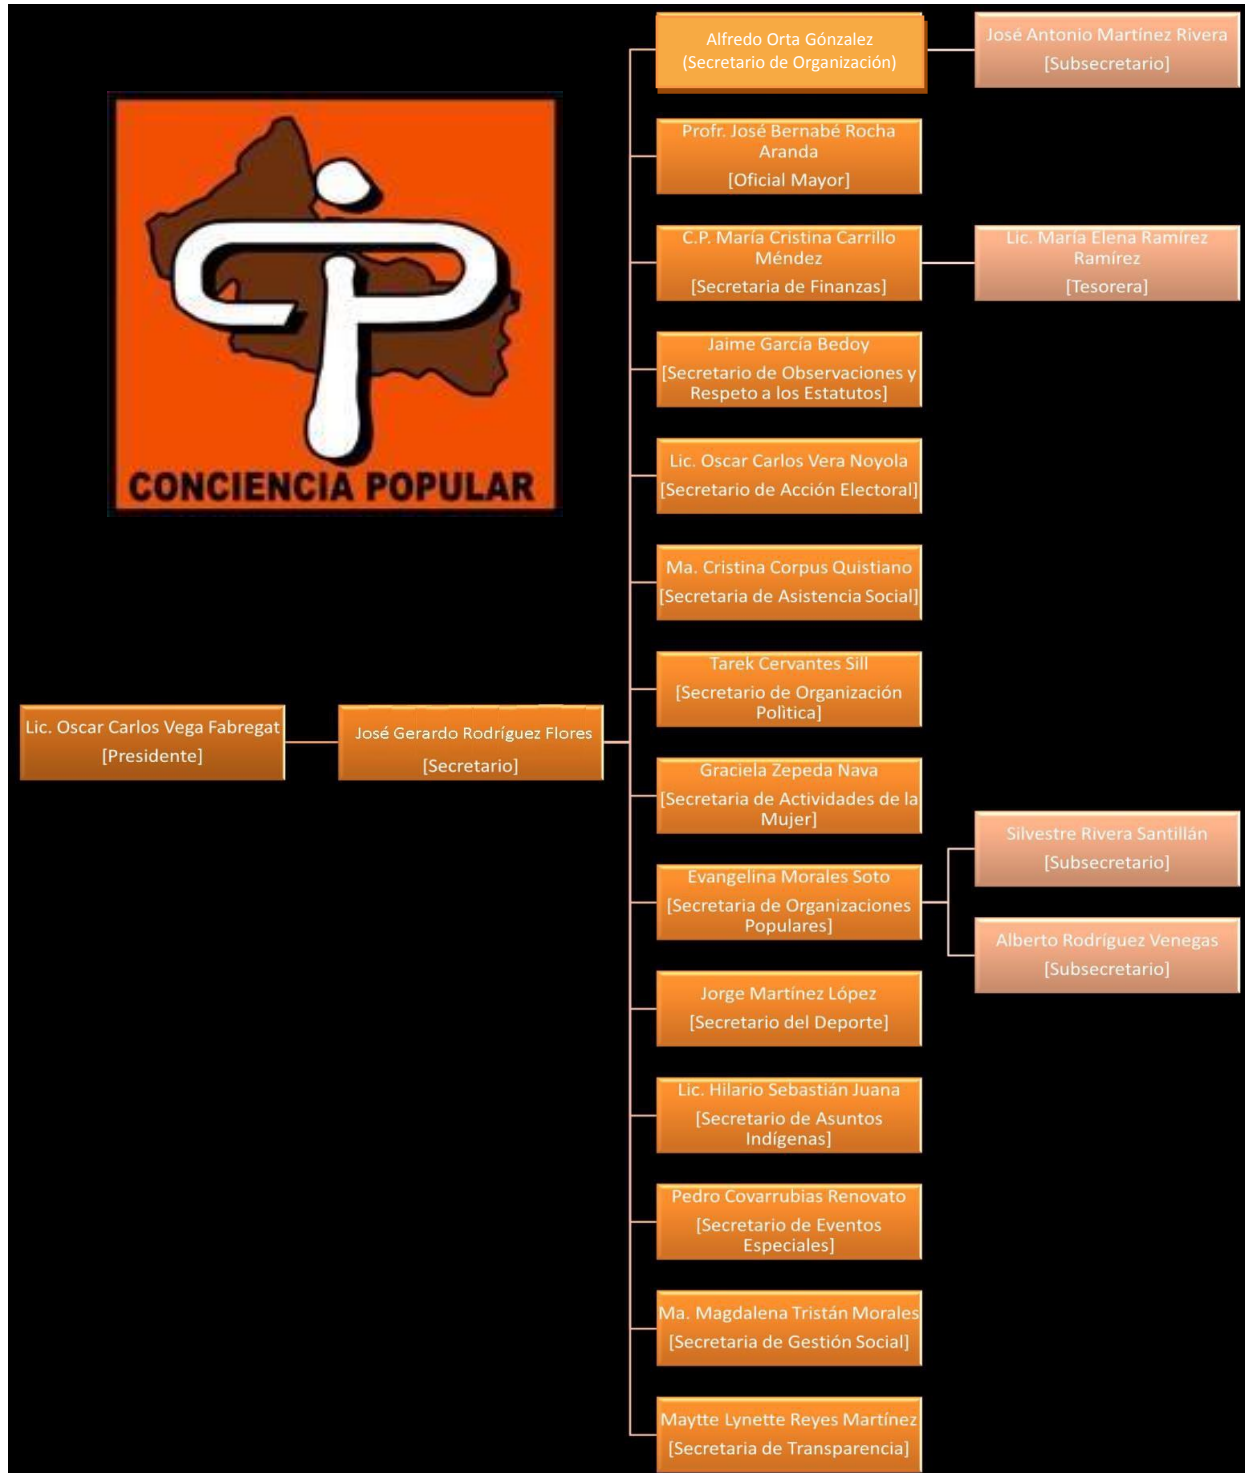 CONCIENCIA POPULAR
Lic. Oscar Carlos Vega Fabregat
[Presidente]
José Gerardo Rodríguez Flores
[Secretario]
Alfredo Orta Gónzalez
(Secretario de Organización)
José Antonio Martínez Rivera
[Subsecretario]
Profr. José Bernabé Rocha
Aranda
[Oficial Mayor]
C.P. María Cristina Carrillo
Méndez
[Secretaria de Finanzas]
Lic. María Elena Ramírez
Ramírez
[Tesorera]
Jaime García Bedoy
[Secretario de Observaciones y
Respeto a los Estatutos]
Lic. Oscar Carlos Vera Noyola
[Secretario de Acción Electoral]
Ma. Cristina Corpus Quistiano
[Secretaria de Asistencia Social]
Tarek Cervantes Sill
[Secretario de Organización
Polìtica]
Graciela Zepeda Nava
[Secretaria de Actividades de la
Mujer]
Evangelina Morales Soto
[Secretaria de Organizaciones
Populares]
Silvestre Rivera Santillán
[Subsecretario]
Alberto Rodríguez Venegas
[Subsecretario]
Jorge Martínez López
[Secretario del Deporte]
Lic. Hilario Sebastián Juana
[Secretario de Asuntos
Indígenas]
Pedro Covarrubias Renovato
[Secretario de Eventos
Especiales]
Ma. Magdalena Tristán Morales
[Secretaria de Gestión Social]
Maytte Lynette Reyes Martínez
[Secretaria de Transparencia]